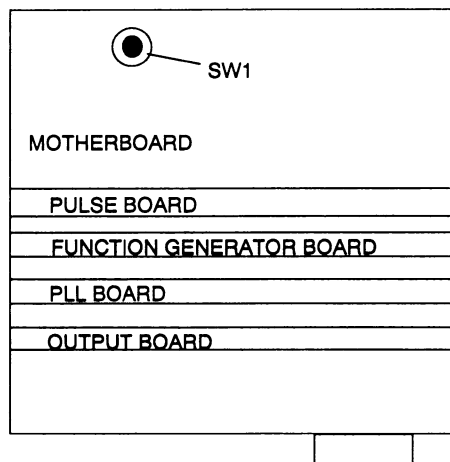 SW1
MOTHERBOARD
PULSE BOARD
FUNCTION GENERATOR BOARD
PLL BOARD
OUTPUT BOARD